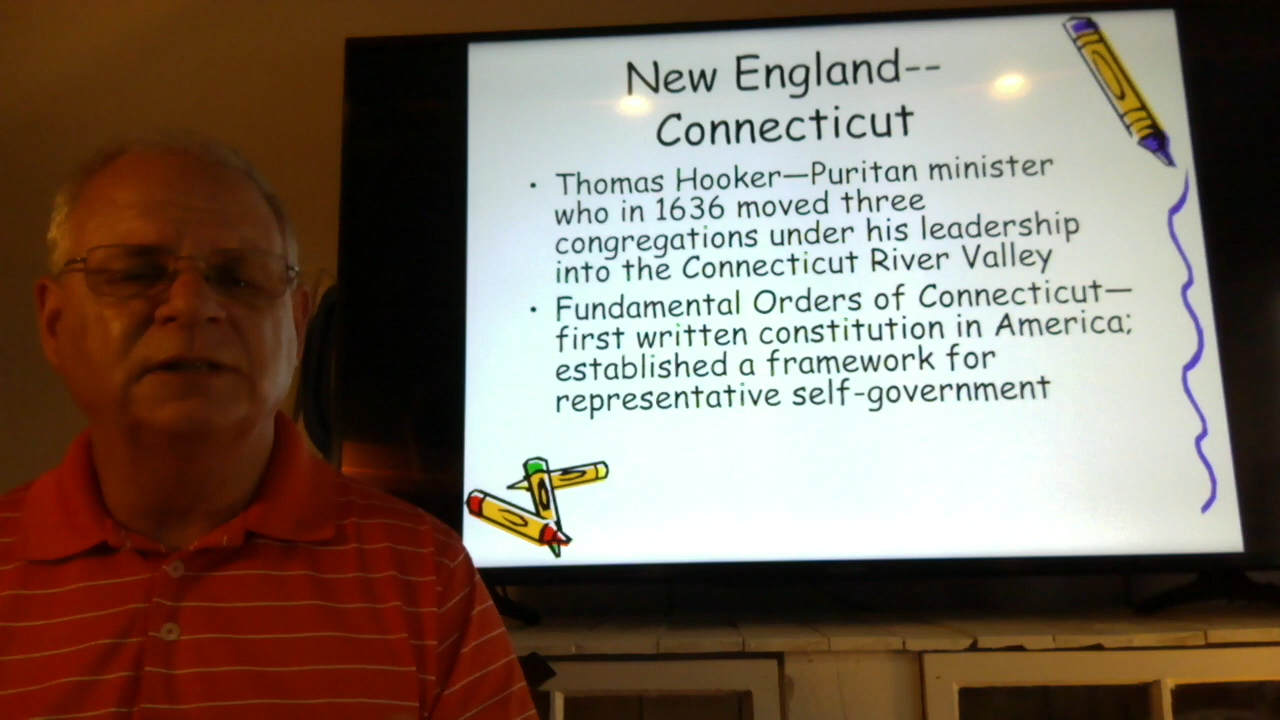 New England--
Connecticut
• Thomas Hooker—Puritan minister
who in 1636 moved three
congregations under his leadership
into the Connecticut River Valley
• Fundamental Orders of Connecticut—
first written constitution in America;
established a framework for
representative self-government